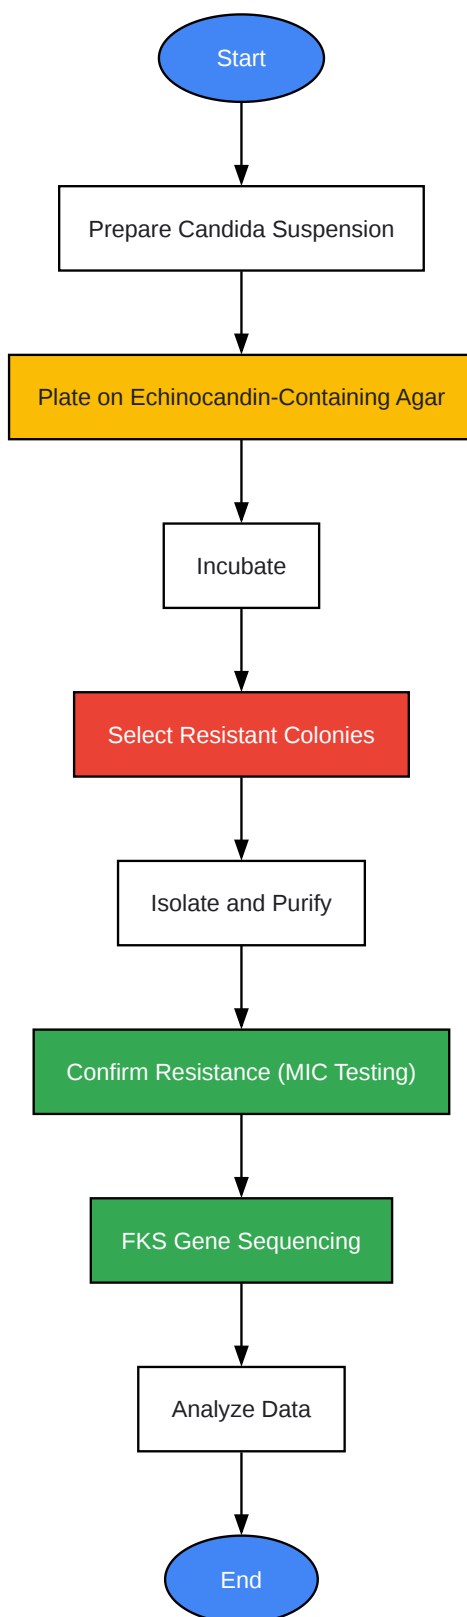 Start
Prepare Candida Suspension
Plate on Echinocandin-Containing Agar
Incubate
Select Resistant Colonies
Isolate and Purify
Confirm Resistance (MIC Testing)
FKS Gene Sequencing
Analyze Data
End